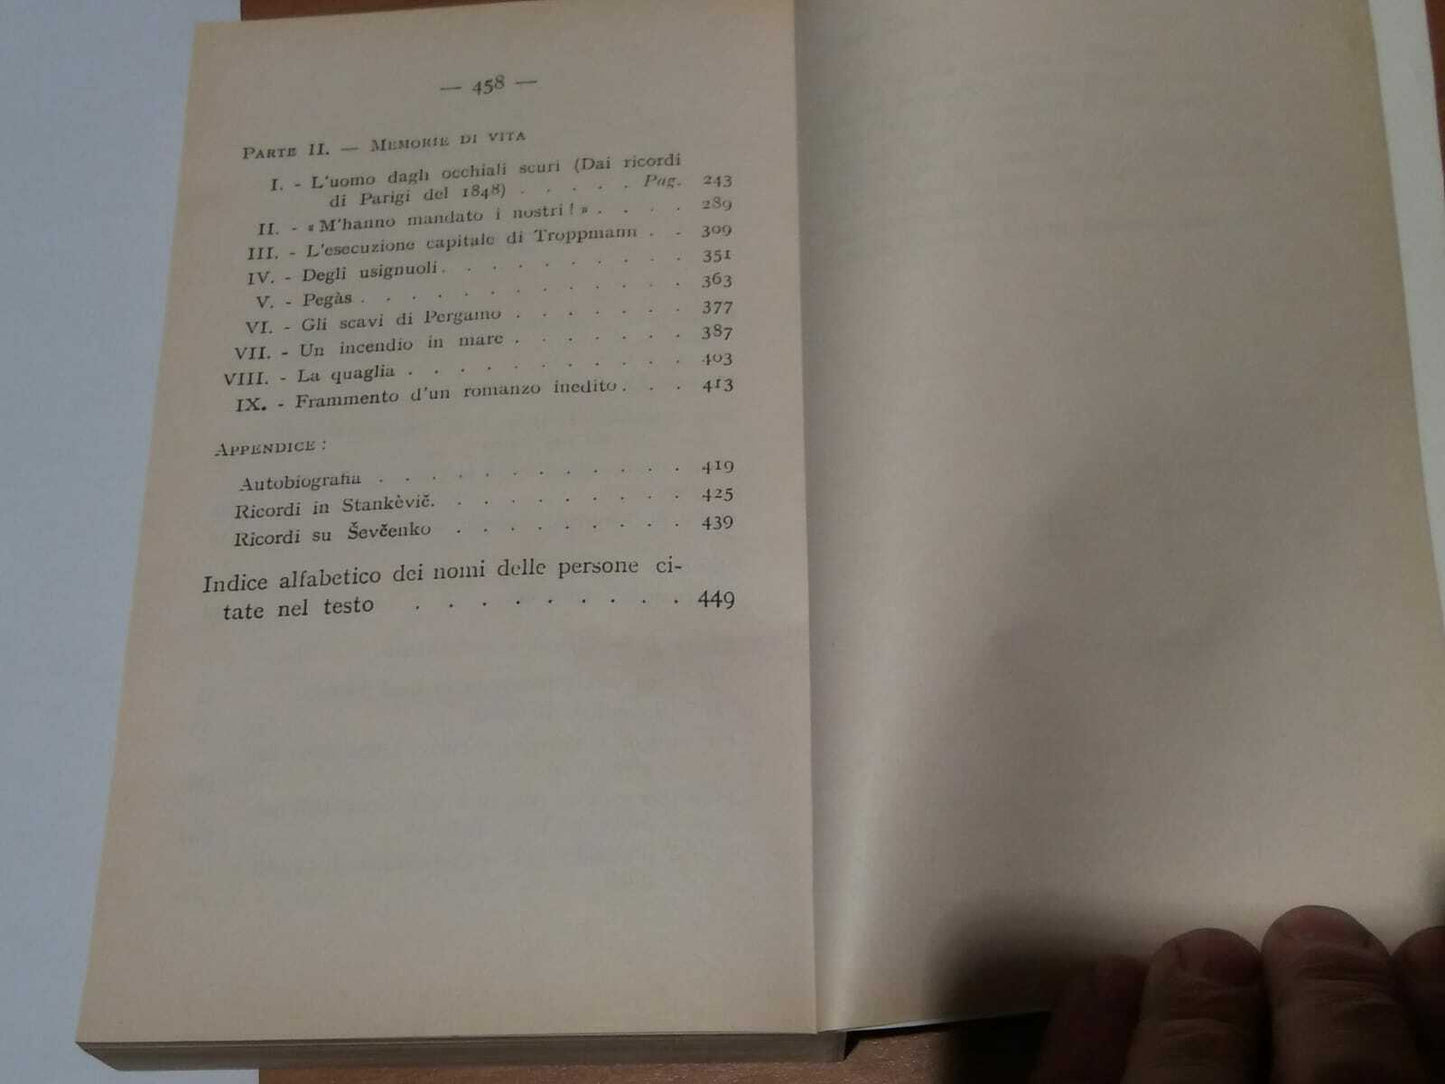 — 458 —
Parte II. — Memorie di vita
I. - L'uomo dagli occhiali scuri (Dai ricordi
di Parigi del 1848) . . . . . Pag. 243
II. - « M'hanno mandato i nostri ! » . . . . 289
III. - L'esecuzione capitale di Troppmann . . 309
IV. - Degli usignuoli . . . . . . . . . 351
V. - Pegàs . . . . . . . . . . . . . 363
VI. - Gli scavi di Pergamo . . . . . . . 377
VII. - Un incendio in mare . . . . . . . 387
VIII. - La quaglia . . . . . . . . . . . 403
IX. - Frammento d'un romanzo inedito . . . 413
Appendice :
Autobiografia . . . . . . . . . . . . 419
Ricordi in Stankèvič. . . . . . . . . . 425
Ricordi su Ševčenko . . . . . . . . . 439
Indice alfabetico dei nomi delle persone ci-
tate nel testo . . . . . . . . . 449